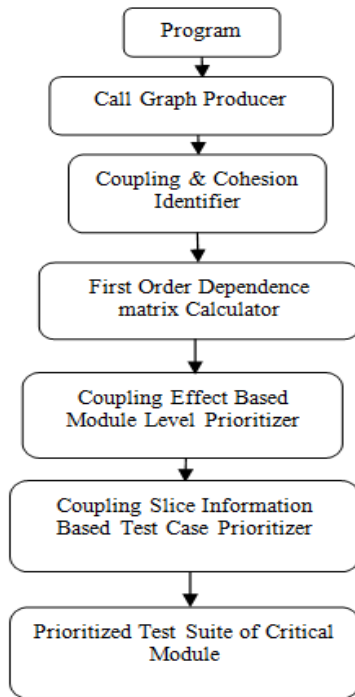 Program
Call Graph Producer
Coupling & Cohesion
Identifier
First Order Dependence
matrix Calculator
Coupling Effect Based
Module Level Prioritizer
Coupling Slice Information
Based Test Case Prioritizer
Prioritized Test Suite of Critical
Module